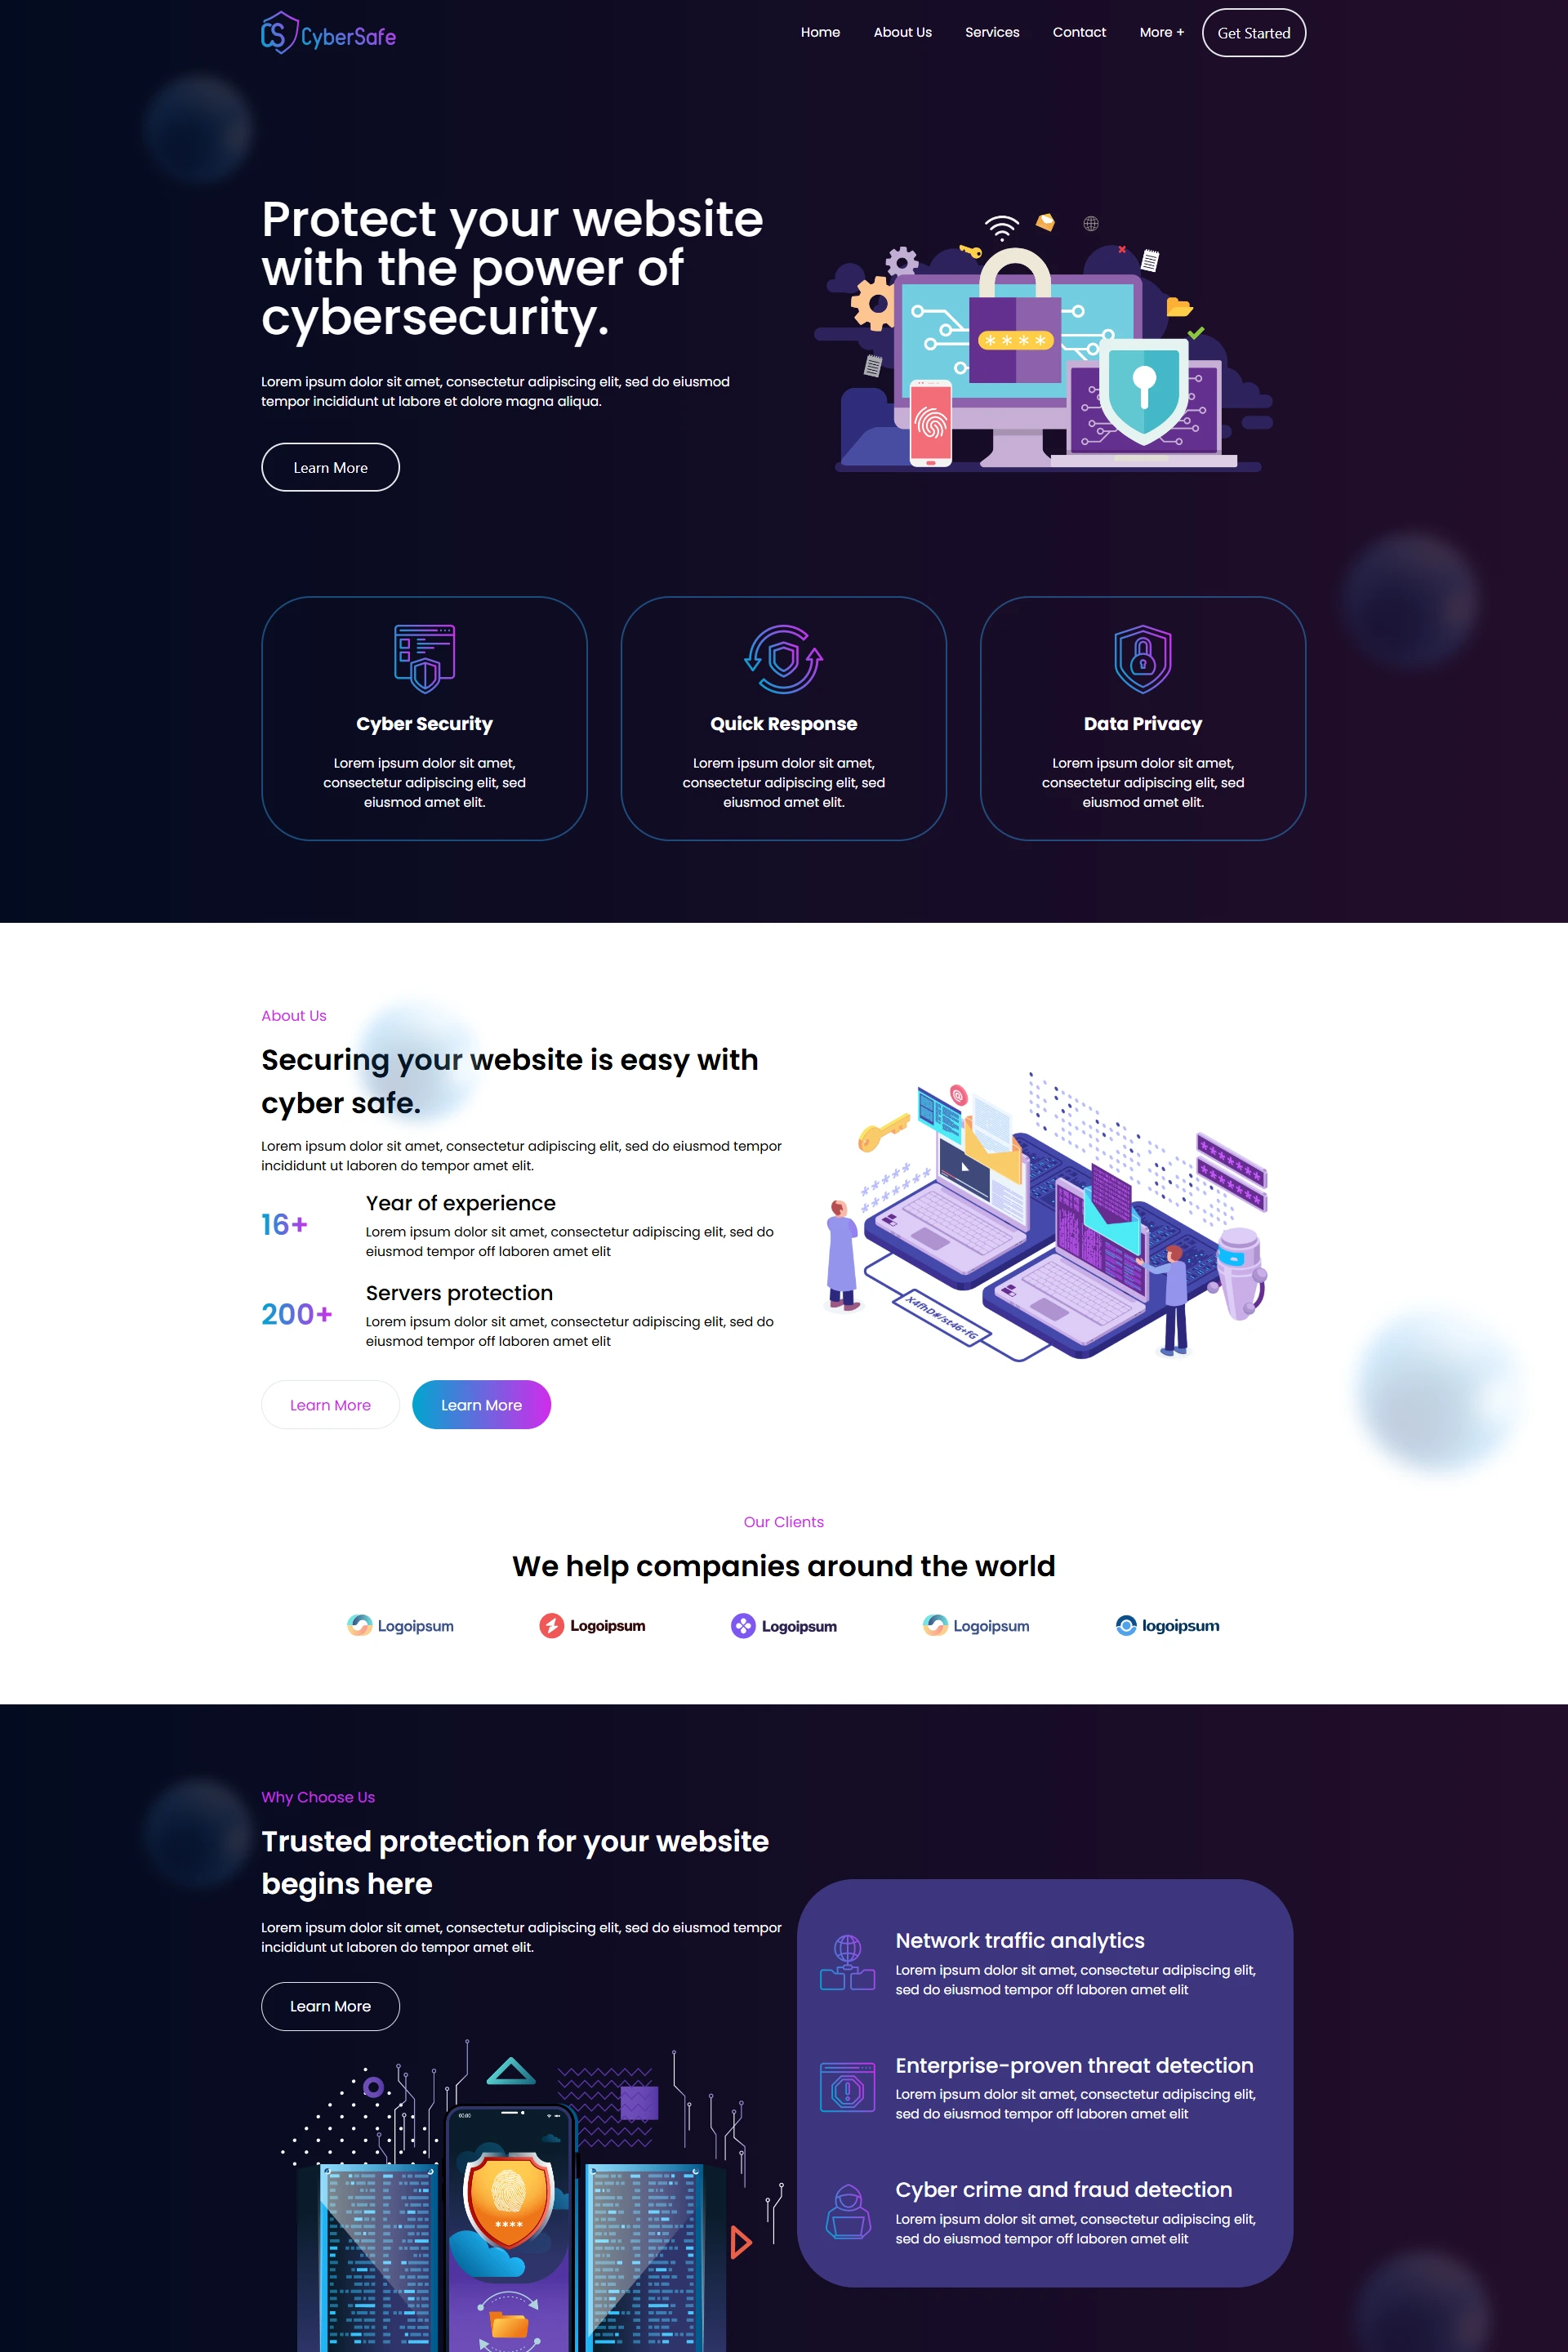 CS CyberSafe
Home About Us Services Contact More + Get Started
Protect your website
with the power of
cybersecurity.
Lorem ipsum dolor sit amet, consectetur adipiscing elit, sed do eiusmod
tempor incididunt ut labore et dolore magna aliqua.
Learn More
****
Cyber Security
Lorem ipsum dolor sit amet,
consectetur adipiscing elit, sed
eiusmod amet elit.
Quick Response
Lorem ipsum dolor sit amet,
consectetur adipiscing elit, sed
eiusmod amet elit.
Data Privacy
Lorem ipsum dolor sit amet,
consectetur adipiscing elit, sed
eiusmod amet elit.
About Us
Securing your website is easy with
cyber safe.
Lorem ipsum dolor sit amet, consectetur adipiscing elit, sed do eiusmod tempor
incididunt ut laboren do tempor amet elit.
16+
Year of experience
Lorem ipsum dolor sit amet, consectetur adipiscing elit, sed do
eiusmod tempor off laboren amet elit
200+
Servers protection
Lorem ipsum dolor sit amet, consectetur adipiscing elit, sed do
eiusmod tempor off laboren amet elit
Learn More Learn More
@
X4fhD#/st46+fG
Our Clients
We help companies around the world
Logoipsum Logoipsum Logoipsum Logoipsum logoipsum
Why Choose Us
Trusted protection for your website
begins here
Lorem ipsum dolor sit amet, consectetur adipiscing elit, sed do eiusmod tempor
incididunt ut laboren do tempor amet elit.
Learn More
00:00
****
Network traffic analytics
Lorem ipsum dolor sit amet, consectetur adipiscing elit,
sed do eiusmod tempor off laboren amet elit
Enterprise-proven threat detection
Lorem ipsum dolor sit amet, consectetur adipiscing elit,
sed do eiusmod tempor off laboren amet elit
Cyber crime and fraud detection
Lorem ipsum dolor sit amet, consectetur adipiscing elit,
sed do eiusmod tempor off laboren amet elit